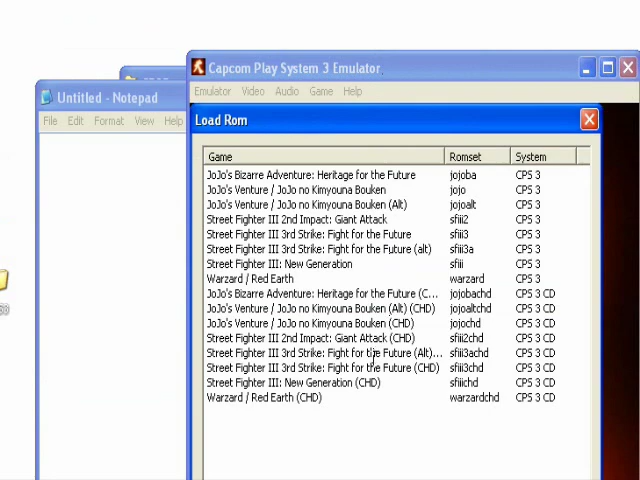 Capcom Play System 3 Emulator
Emulator Video Audio Game Help
Untitled - Notepad
File Edit Format View Help
Load Rom
Game Romset System
JoJo's Bizarre Adventure: Heritage for the Future jojoba CPS 3
JoJo's Venture / JoJo no Kimyouna Bouken jojo CPS 3
JoJo's Venture / JoJo no Kimyouna Bouken (Alt) jojoalt CPS 3
Street Fighter III 2nd Impact: Giant Attack sfiii2 CPS 3
Street Fighter III 3rd Strike: Fight for the Future sfiii3 CPS 3
Street Fighter III 3rd Strike: Fight for the Future (alt) sfiii3a CPS 3
Street Fighter III: New Generation sfiii CPS 3
Warzard / Red Earth warzard CPS 3
JoJo's Bizarre Adventure: Heritage for the Future (C... jojobachd CPS 3 CD
JoJo's Venture / JoJo no Kimyouna Bouken (Alt) (CHD) jojoaltchd CPS 3 CD
JoJo's Venture / JoJo no Kimyouna Bouken (CHD) jojochd CPS 3 CD
Street Fighter III 2nd Impact: Giant Attack (CHD) sfiii2chd CPS 3 CD
Street Fighter III 3rd Strike: Fight for the Future (Alt)... sfiii3achd CPS 3 CD
Street Fighter III 3rd Strike: Fight for the Future (CHD) sfiii3chd CPS 3 CD
Street Fighter III: New Generation (CHD) sfiiichd CPS 3 CD
Warzard / Red Earth (CHD) warzardchd CPS 3 CD